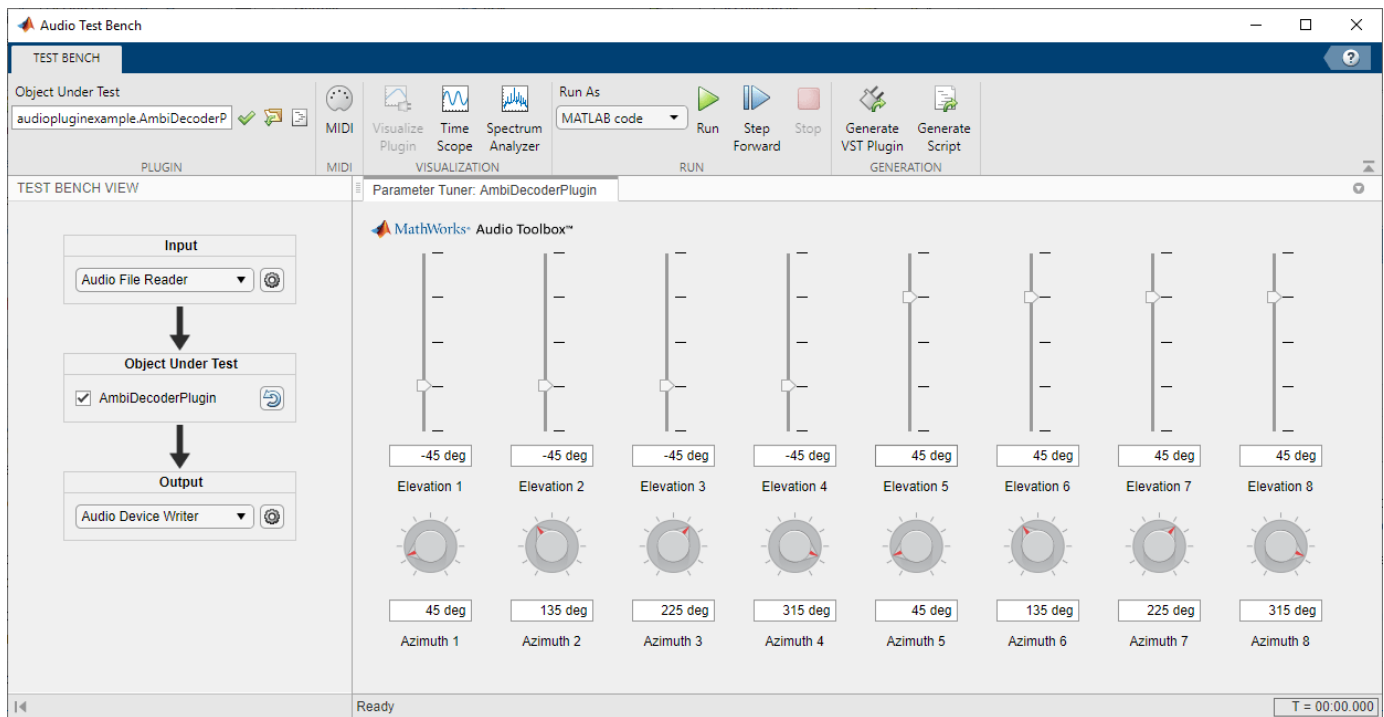 Audio Test Bench
TEST BENCH
?
Object Under Test
audiopluginexample.AmbiDecoderP
MIDI
Visualize Plugin
Time Scope
Spectrum Analyzer
Run As
MATLAB code
Run
Step Forward
Stop
Generate VST Plugin
Generate Script
PLUGIN
MIDI
VISUALIZATION
RUN
GENERATION
TEST BENCH VIEW
Parameter Tuner: AmbiDecoderPlugin
MathWorks® Audio Toolbox™
Input
Audio File Reader
Object Under Test
AmbiDecoderPlugin
Output
Audio Device Writer
-45 deg -45 deg -45 deg -45 deg 45 deg 45 deg 45 deg 45 deg
Elevation 1 Elevation 2 Elevation 3 Elevation 4 Elevation 5 Elevation 6 Elevation 7 Elevation 8
45 deg 135 deg 225 deg 315 deg 45 deg 135 deg 225 deg 315 deg
Azimuth 1 Azimuth 2 Azimuth 3 Azimuth 4 Azimuth 5 Azimuth 6 Azimuth 7 Azimuth 8
Ready
T = 00:00.000